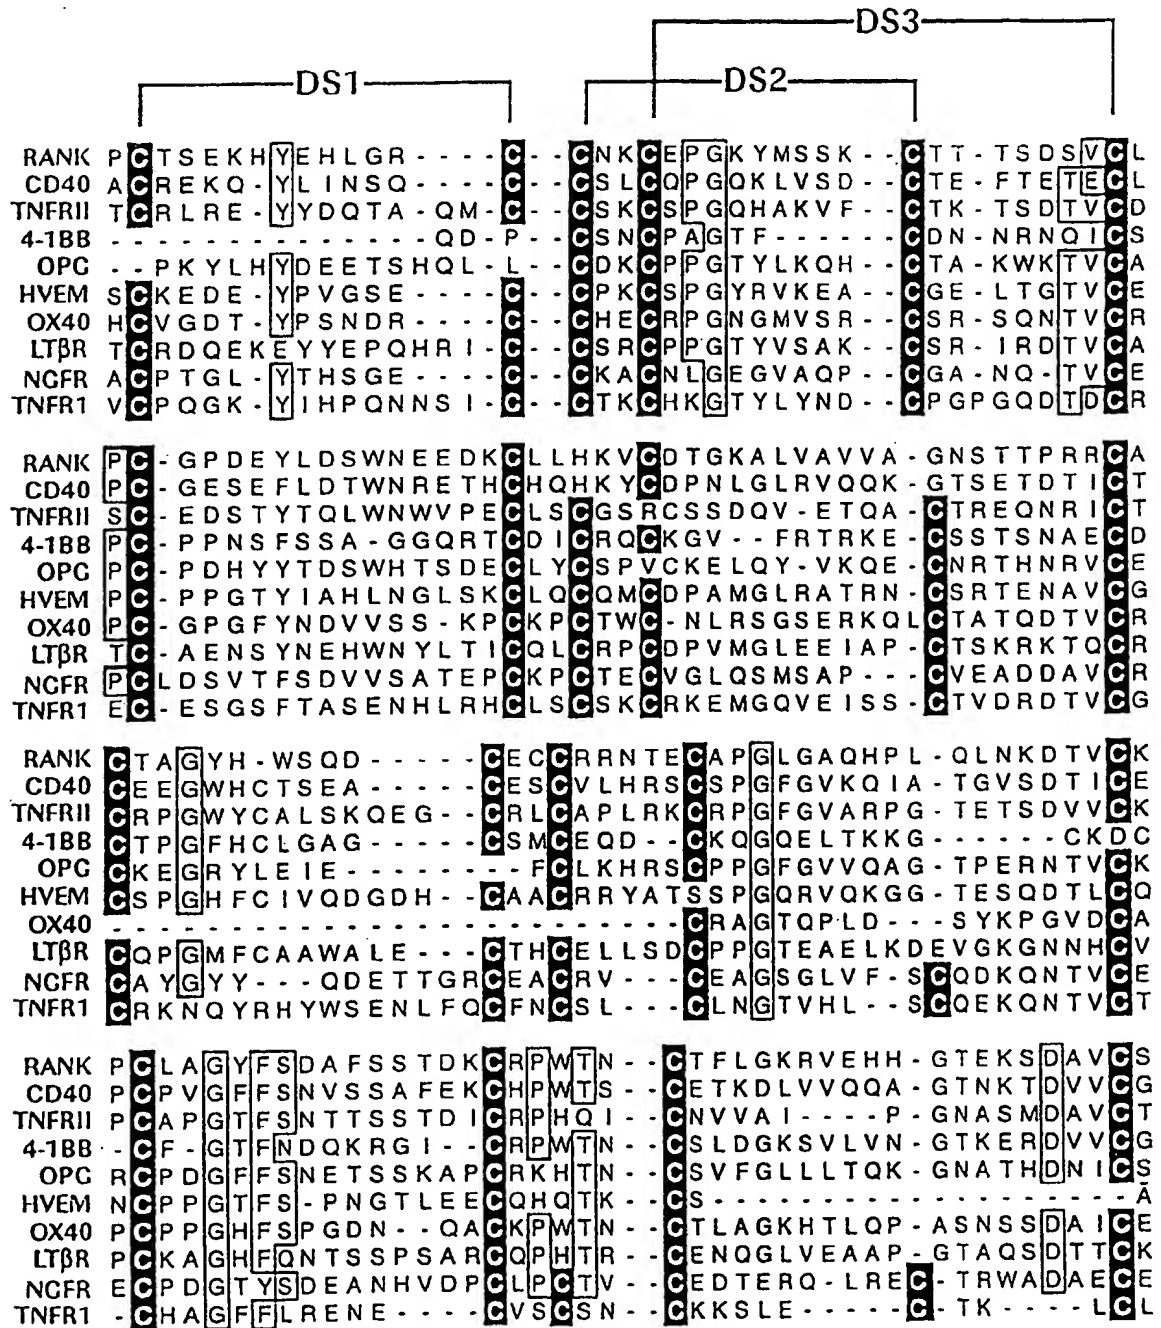 DS3
DS1 DS2
RANK PCTSEKHYEHLGR----C--CNKCEPGKYMSSK--CTT-TSDSVCL
CD40 ACREKQ-YLINSQ----C--CSLCQPGQKLVSD--CTE-FTETECL
TNFRII TCRLRE-YYDQTA-QM-C--CSKCSPGQHAKVF--CTK-TSDTVCD
4-1BB -------------QD-P--CSNCPAGTF------CDN-NRNQICS
OPG --PKYLHYDEETSHQL-L--CDKCPPGTYLKQH--CTA-KWKTVCA
HVEM SCKEDE-YPVGSE----C--CPKCSPGYRVKEA--CGE-LTGTVCE
OX40 HCVGDT-YPSNDR----C--CHECRPGNGMVSR--CSR-SQNTVCR
LTβR TCRDQEKEYYEPQHRI-C--CSRCPPGTYVSAK--CSR-IRDTVCA
NGFR ACPTGL-YTHSGE----C--CKACNLGEGVAQP--CGA-NQ-TVCE
TNFR1 VCPQGK-YIHPQNNSI-C--CTKCHKGTYLYND--CPGPGQDTDCR
RANK PC-GPDEYLDSWNEEDKCLLHKVCDTGKALVAVVA-GNSTTPRRCA
CD40 PC-GESEFLDTWNRETHCHQHKYCDPNLGLRVQQK-GTSETDTICT
TNFRII SC-EDSTYTQLWNWVPECLSCGSRCSSDQV-ETQA-CTREQNRICT
4-1BB PC-PPNSFSSA-GGQRTCDICRQCKGV--FRTRKE-CSSTSNAECD
OPG PC-PDHYYTDSWHTSDECLYCSPVCKELQY-VKQE-CNRTHNRVCE
HVEM PC-PPGTYIAHLNGLSKCLQCQMCDPAMGLRATRN-CSRTENAVCG
OX40 PC-GPGFYNDVVSS-KPCKPCTWC-NLRSGSERKQLCTATQDTVCR
LTβR TC-AENSYNEHWNYLTICQLCRPCDPVMGLEEIAP-CTSKRKTQCR
NGFR PCLDSVTFSDVVSATEPCKPCTECVGLQSMSAP---CVEADDAVCR
TNFR1 EC-ESGSFTASENHLRHCLSCSKCRKEMGQVEISS-CTVDRDTVCG
RANK CTAGYH-WSQD-----CECCRRNTECAPGLGAQHPL-QLNKDTVCK
CD40 CEEGWHCTSEA-----CESCVLHRSCSPGFGVKQIA-TGVSDTICE
TNFRII CRPGWYCALSKQEG--CRLCAPLRKCRPGFGVARPG-TETSDVVCK
4-1BB CTPGFHCLGAG-----CSMCEQD--CKQGQELTKKG------CKDC
OPG CKEGRYLEIE--------FCLKHRSCPPGFGVVQAG-TPERNTVCK
HVEM CSPGHFCIVQDGDH--CAACRRYATSSPGQRVQKGG-TESQDTLCQ
OX40 ------------------------CRAGTQPLD---SYKPGVDCA
LTβR CQPGMFCAAWALE---CTHCELLSDCPPGTEAELKDEVGKGNNHCV
NGFR CAYGYY---QDETTGRCEACRV---CEAGSGLVF-SCQDKQNTVCE
TNFR1 CRKNQYRHYWSENLFQCFNCSL---CLNGTVHL--SCQEKQNTVCT
RANK PCLAGYFSDAFSSTDKCRPWTN--CTFLGKRVEHH-GTEKSDAVCS
CD40 PCPVGFFSNVSSAFEKCHPWTS--CETKDLVVQQA-GTNKTDVVCG
TNFRII PCAPGTFSNTTSSTDICRPHQI--CNVVAI----P-GNASMDAVCT
4-1BB -CF-GTFNDQKRGI--CRPWTN--CSLDGKSVLVN-GTKERDVVCG
OPG RCPDGFFSNETSSKAPCRKHTN--CSVFGLLLTQK-GNATHDNICS
HVEM NCPPGTFS-PNGTLEECQHQTK--CS-------------------A
OX40 PCPPGHFSPGDN--QACKPWTN--CTLAGKHTLQP-ASNSSDAICE
LTβR PCKAGHFQNTSSPSARCQPHTR--CENQGLVEAAP-GTAQSDTTCK
NGFR ECPDGTYSDEANHVDPCLPCTV--CEDTERQ-LREC-TRWADAECE
TNFR1 -CHAGFFLRENE----CVSCSN--CKKSLE-----C-TK----LCL